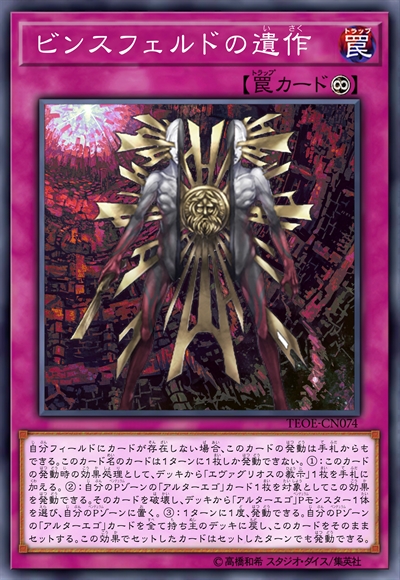 ビンスフェルドの遺作
罠
【罠カード】
TEOE-CN074
自分フィールドにカードが存在しない場合、このカードの発動は手札からも
できる。このカード名のカードは1ターンに1枚しか発動できない。①：このカード
の発動時の効果処理として、デッキから「エヴァグリオスの教示」1枚を手札に
加える。②：自分のPゾーンの「アルターエゴ」カード1枚を対象としてこの効果
を発動できる。そのカードを破壊し、デッキから「アルターエゴ」Pモンスター1体
を選び、自分のPゾーンに置く。③：1ターンに1度、発動できる。自分のPゾーン
の「アルターエゴ」カードを全て持ち主のデッキに戻し、このカードをそのまま
セットする。この効果でセットしたカードはセットしたターンでも発動できる。
©高橋和希 スタジオ・ダイス/集英社